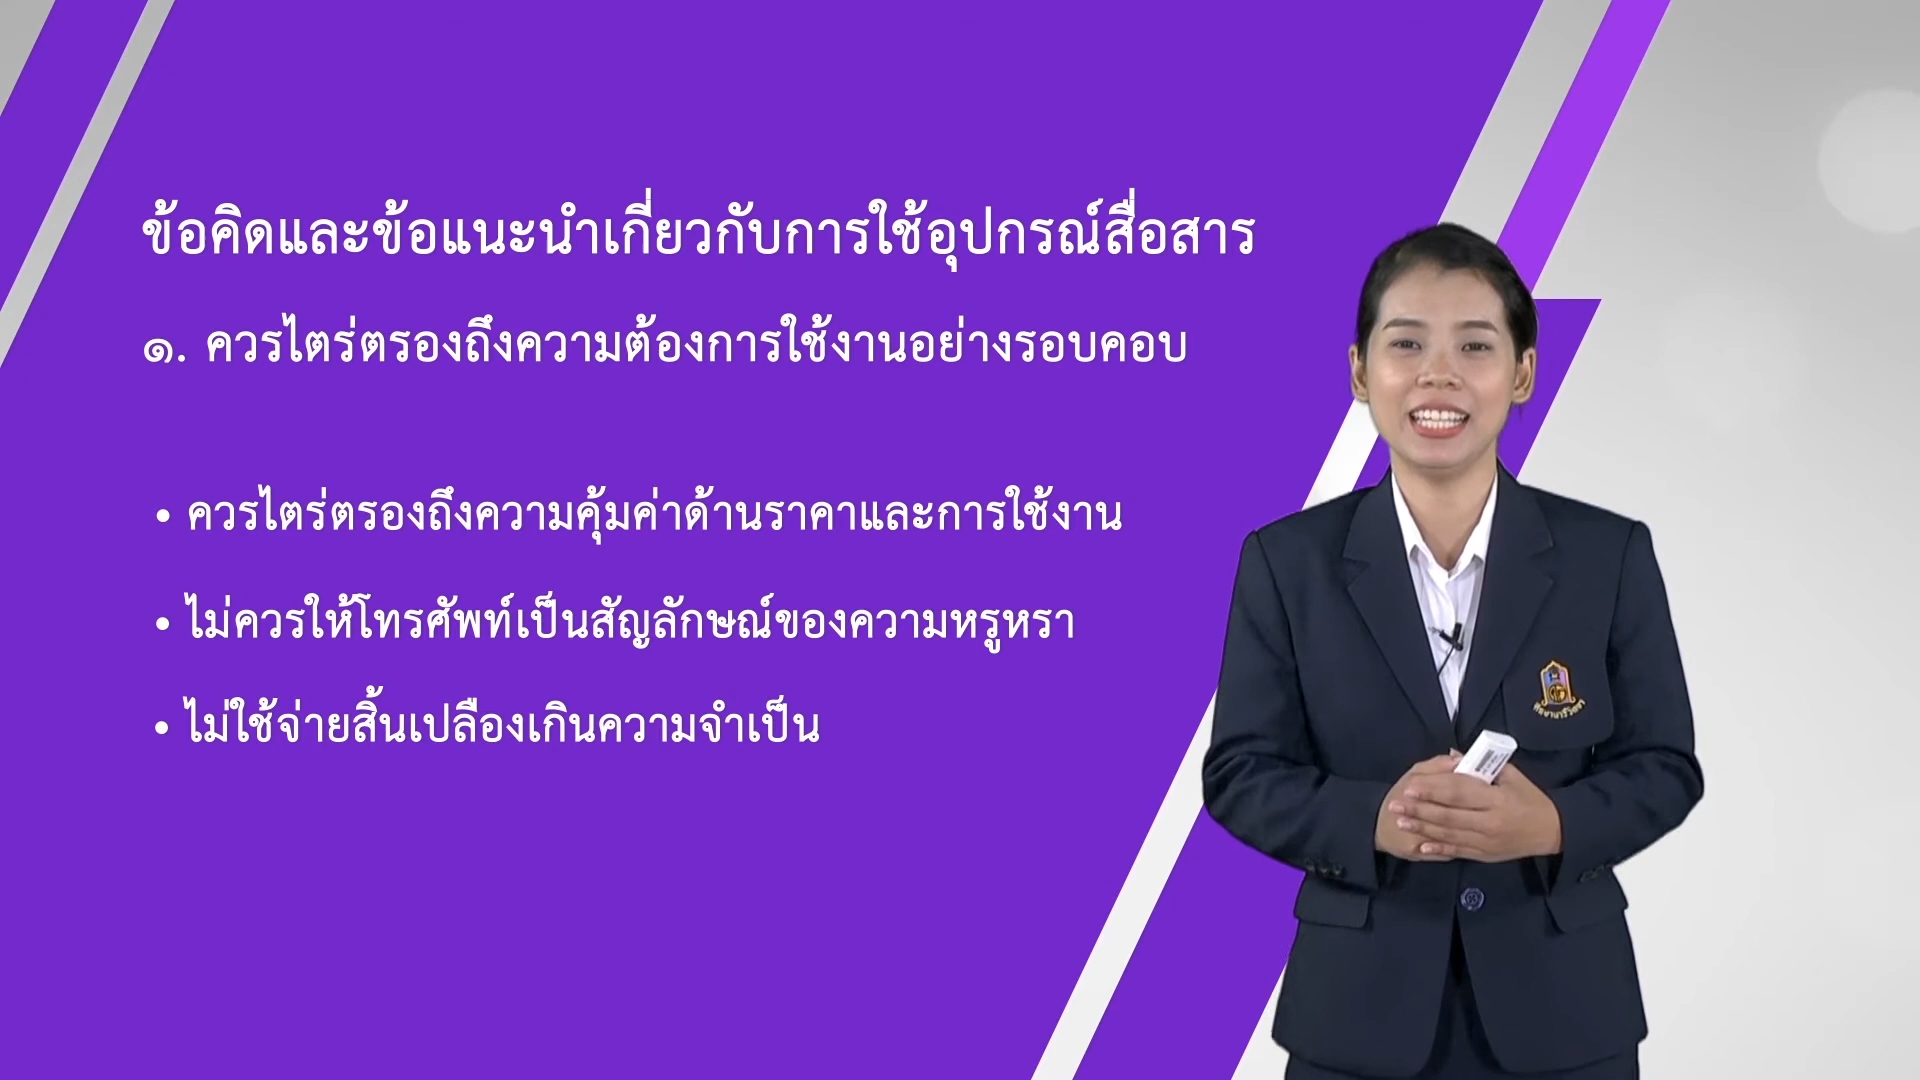 ข้อคิดและข้อแนะนำเกี่ยวกับการใช้อุปกรณ์สื่อสาร
๑. ควรไตร่ตรองถึงความต้องการใช้งานอย่างรอบคอบ
• ควรไตร่ตรองถึงความคุ้มค่าด้านราคาและการใช้งาน
• ไม่ควรให้โทรศัพท์เป็นสัญลักษณ์ของความหรูหรา
• ไม่ใช้จ่ายสิ้นเปลืองเกินความจำเป็น